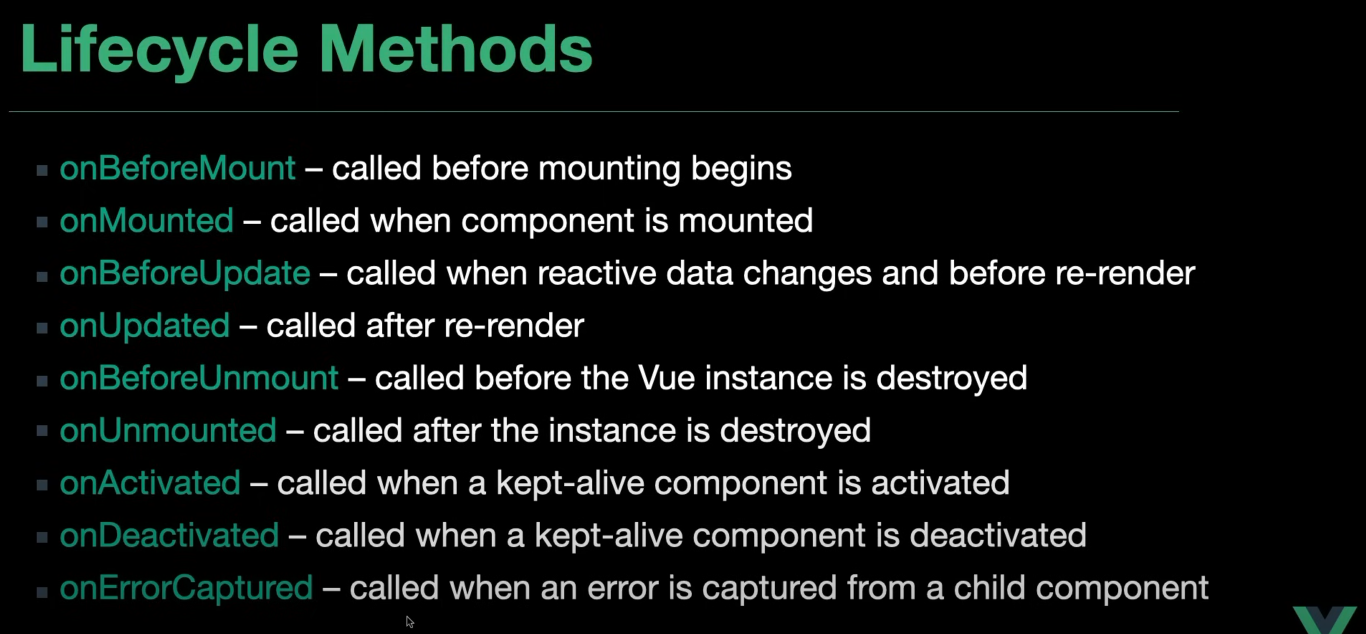 Lifecycle Methods
onBeforeMount – called before mounting begins
onMounted – called when component is mounted
onBeforeUpdate – called when reactive data changes and before re-render
onUpdated – called after re-render
onBeforeUnmount – called before the Vue instance is destroyed
onUnmounted – called after the instance is destroyed
onActivated – called when a kept-alive component is activated
onDeactivated – called when a kept-alive component is deactivated
onErrorCaptured – called when an error is captured from a child component